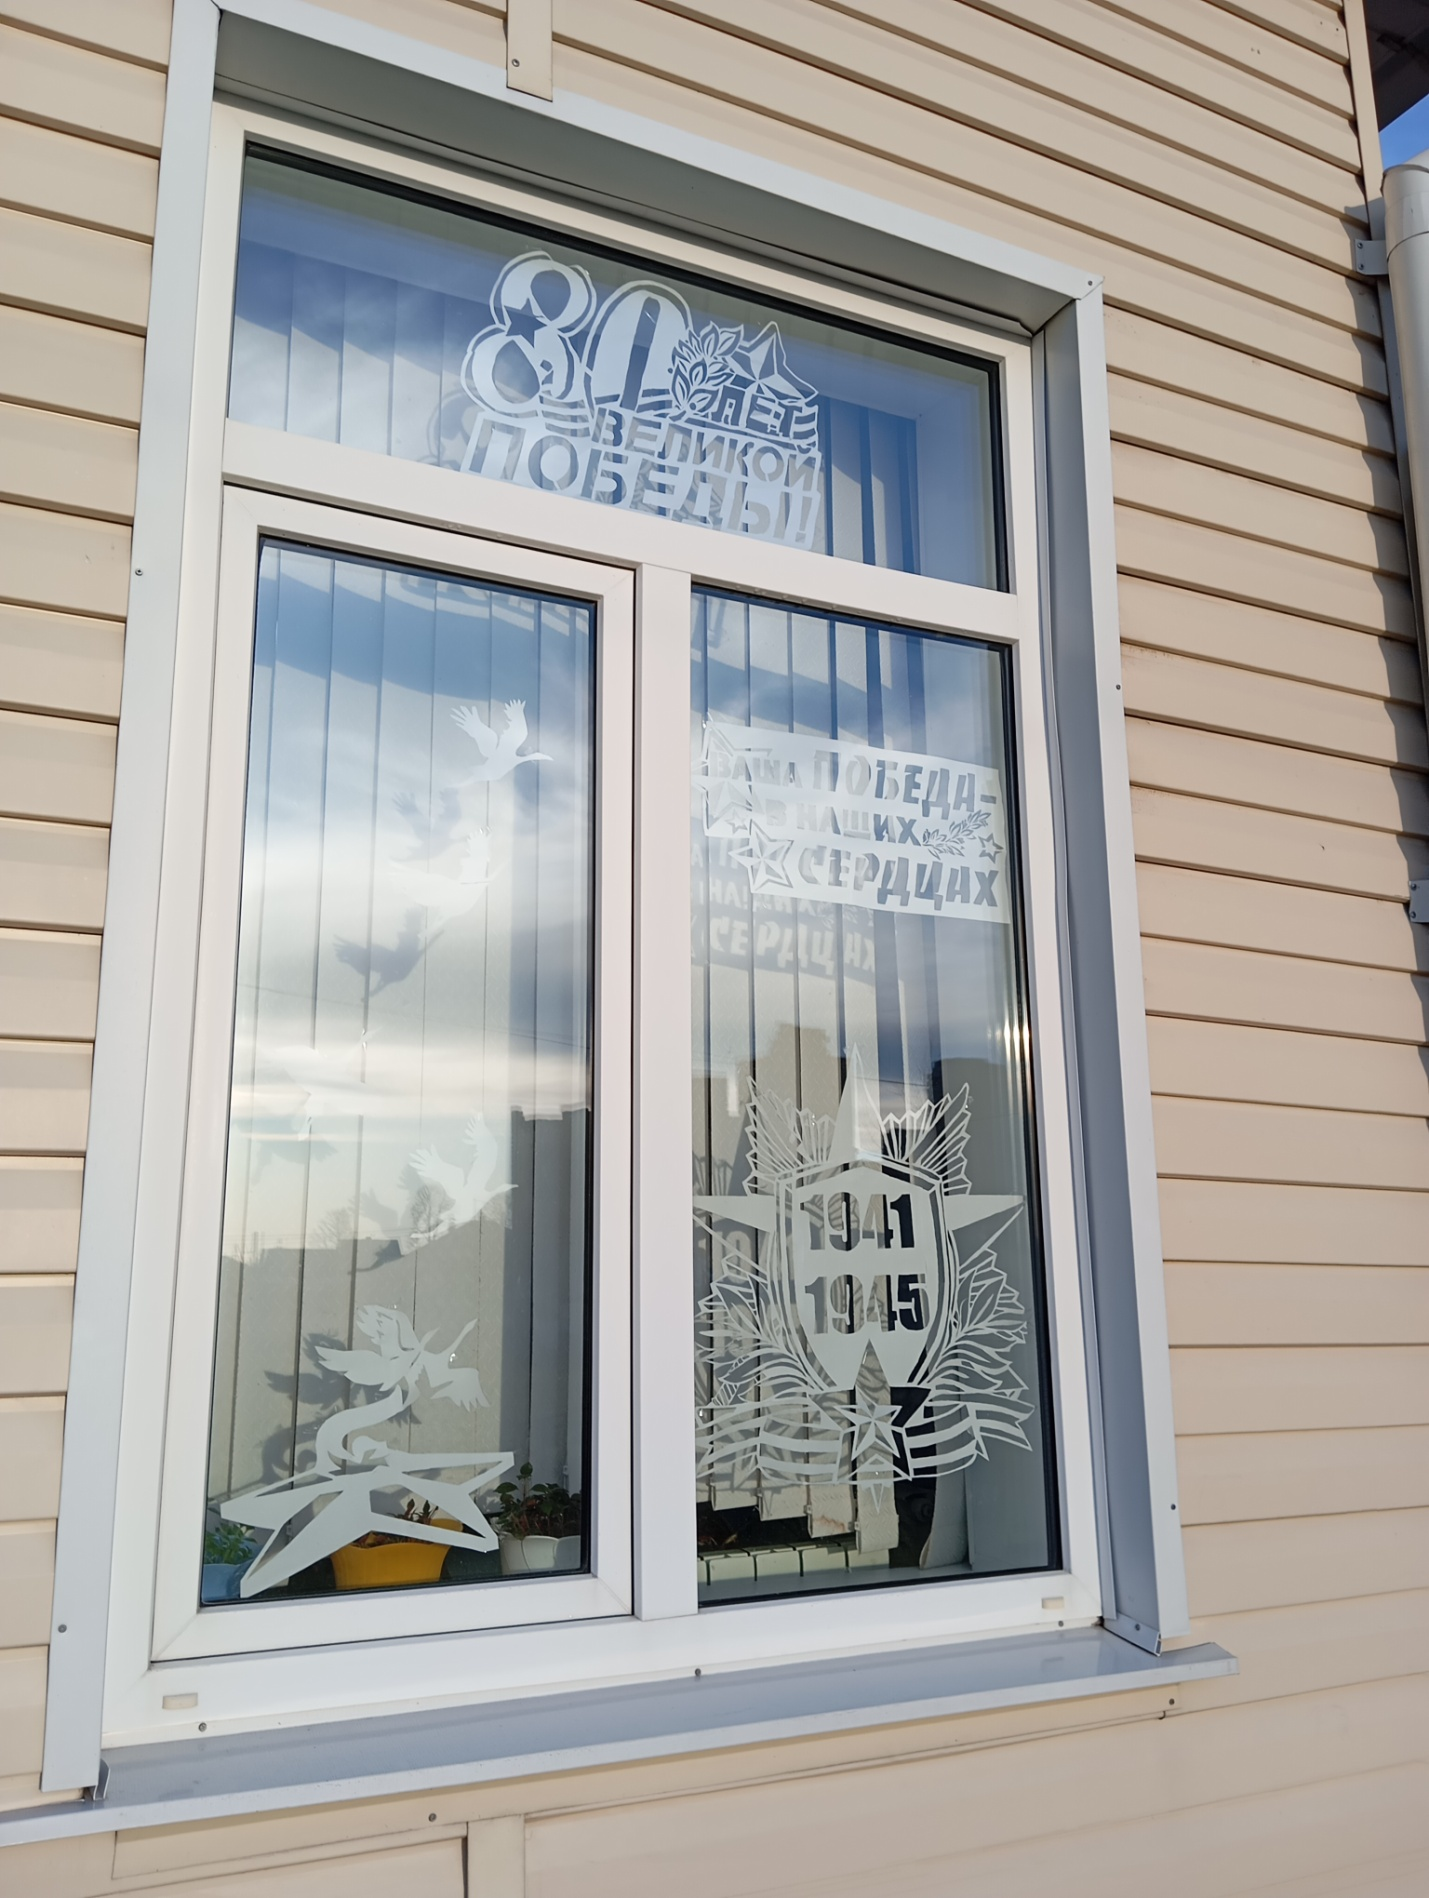 80
ЛЕТ
ВЕЛИКОЙ
ПОБЕДЫ!
ВАША ПОБЕДА-
В НАШИХ
СЕРДЦАХ
1941
1945